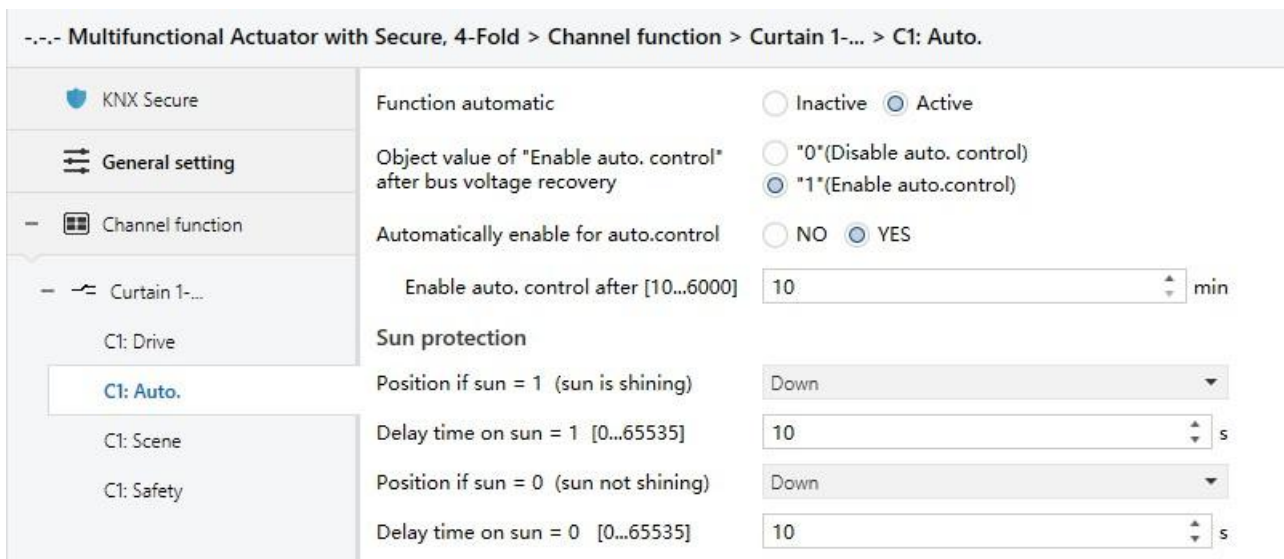 -.-.- Multifunctional Actuator with Secure, 4-Fold > Channel function > Curtain 1-... > C1: Auto.
KNX Secure
General setting
Channel function
Curtain 1-...
C1: Drive
C1: Auto.
C1: Scene
C1: Safety
Function automatic
Inactive Active
Object value of "Enable auto. control"
after bus voltage recovery
"0"(Disable auto. control)
"1"(Enable auto.control)
Automatically enable for auto.control
NO YES
Enable auto. control after [10...6000]
10 min
Sun protection
Position if sun = 1 (sun is shining)
Down
Delay time on sun = 1 [0...65535]
10 s
Position if sun = 0 (sun not shining)
Down
Delay time on sun = 0 [0...65535]
10 s